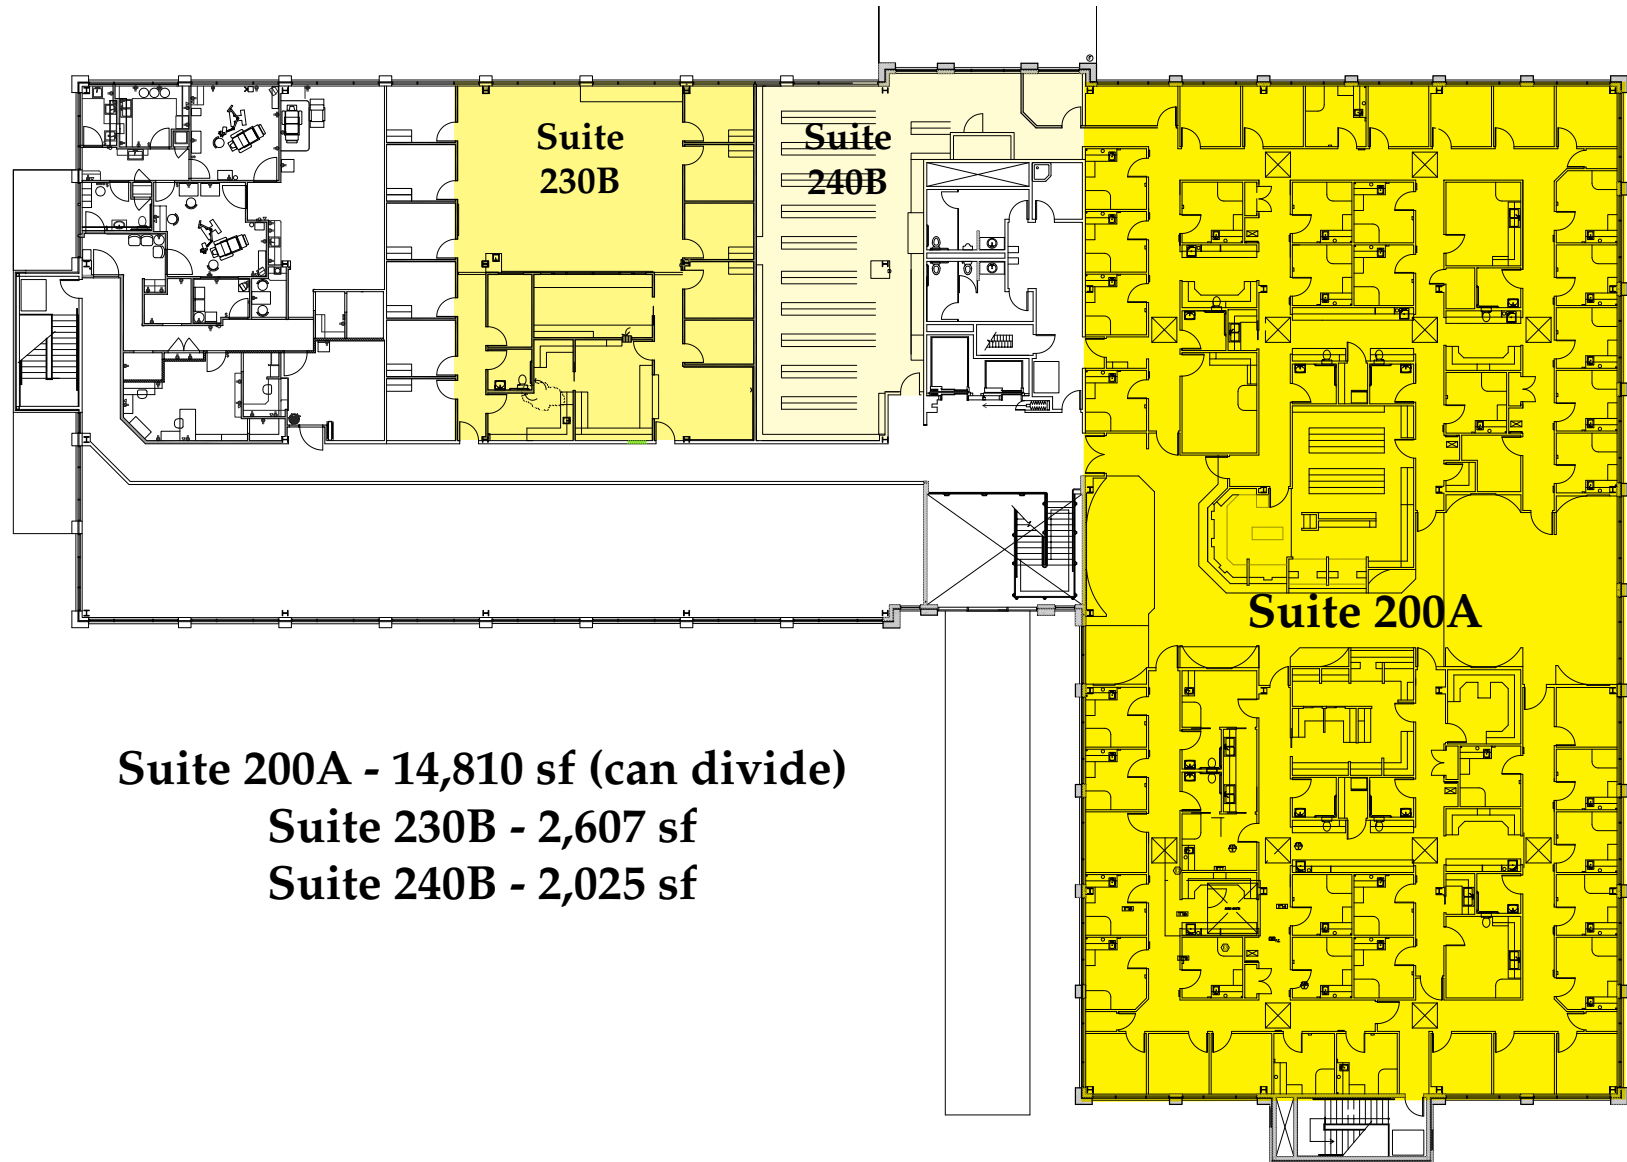 Suite
230B
Suite
240B
Suite 200A
Suite 200A - 14,810 sf (can divide)
Suite 230B - 2,607 sf
Suite 240B - 2,025 sf